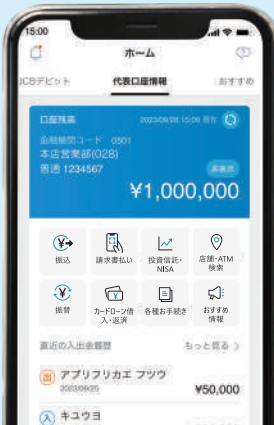 15:00
ホーム
JCBデビット 代表口座情報 おすすめ
口座残高 2023/09/28 15:00 現在
金融機関コード 0501
本店営業部(028)
普通 1234567
非表示
¥1,000,000
振込 請求書払い 投資信託・NISA 店舗・ATM検索
振替 カードローン借入・返済 各種お手続き おすすめ情報
直近の入出金履歴 もっと見る
出 アプリフリカエ フツウ
2023/09/25 ¥50,000
入 キユウヨ